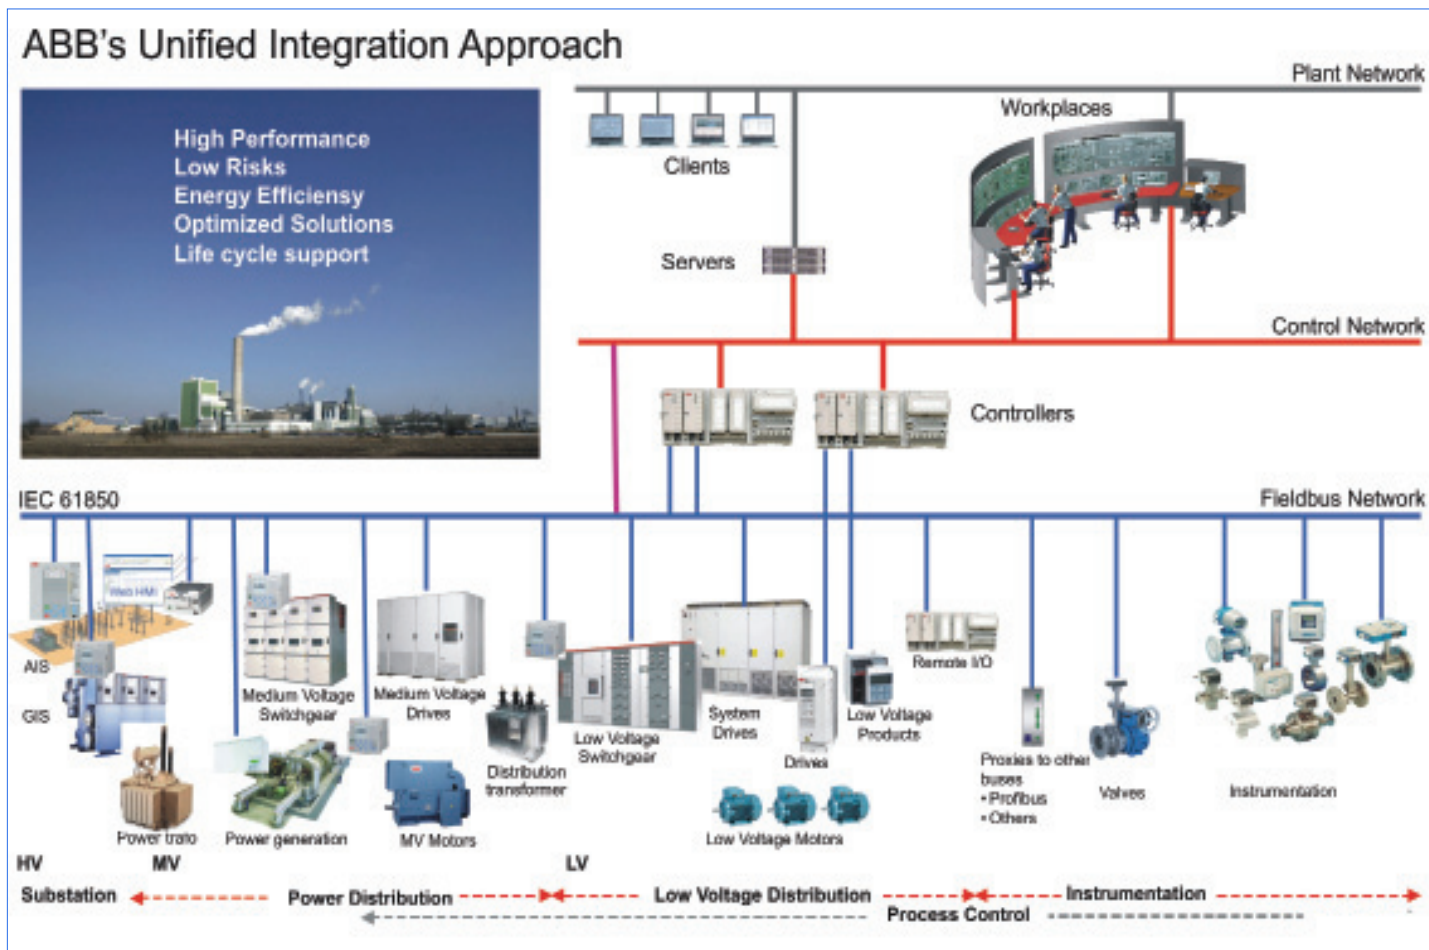 ABB's Unified Integration Approach
High Performance
Low Risks
Energy Efficiensy
Optimized Solutions
Life cycle support
Plant Network
Workplaces
Clients
Servers
Control Network
Controllers
IEC 61850
Fieldbus Network
Web HMI
AIS
GIS
Medium Voltage
Switchgear
Medium Voltage
Drives
Distribution
transformer
Low Voltage
Switchgear
System
Drives
Drives
Low Voltage
Products
Remote I/O
Proxies to other
buses
• Profibus
• Others
Valves
Instrumentation
Power trafo
Power generation
MV Motors
Low Voltage Motors
HV
MV
LV
Substation
Power Distribution
Low Voltage Distribution
Instrumentation
Process Control